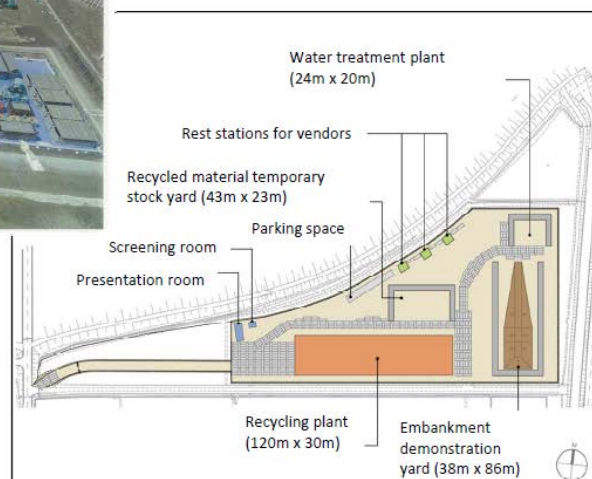 Water treatment plant
(24m x 20m)
Rest stations for vendors
Recycled material temporary
stock yard (43m x 23m)
Parking space
Screening room
Presentation room
Recycling plant
(120m x 30m)
Embankment
demonstration
yard (38m x 86m)